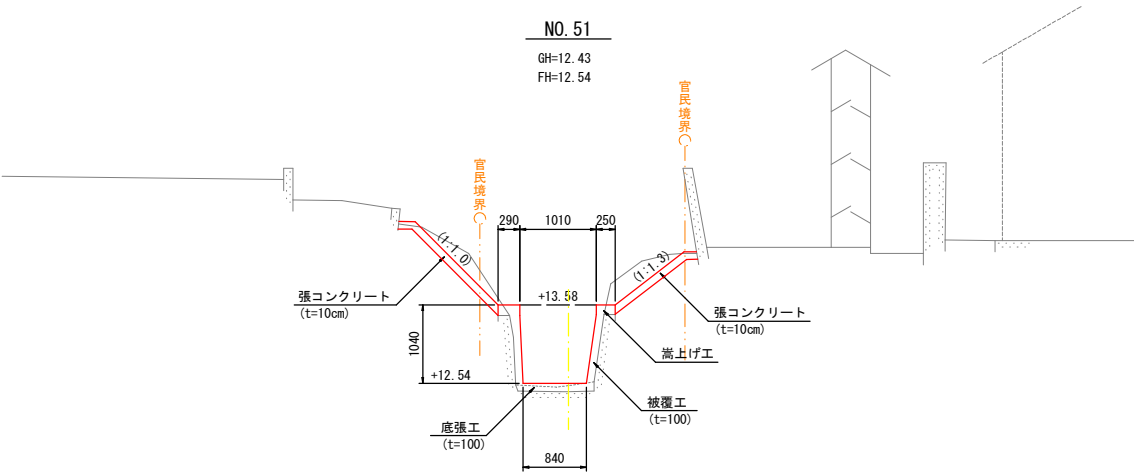 NO.51
GH=12.43
FH=12.54
官民境界
官民境界
290
1010
250
(1:1.0)
(1:1.3)
張コンクリート
(t=10cm)
+13.58
張コンクリート
(t=10cm)
1040
嵩上げ工
+12.54
被覆工
(t=100)
底張工
(t=100)
840